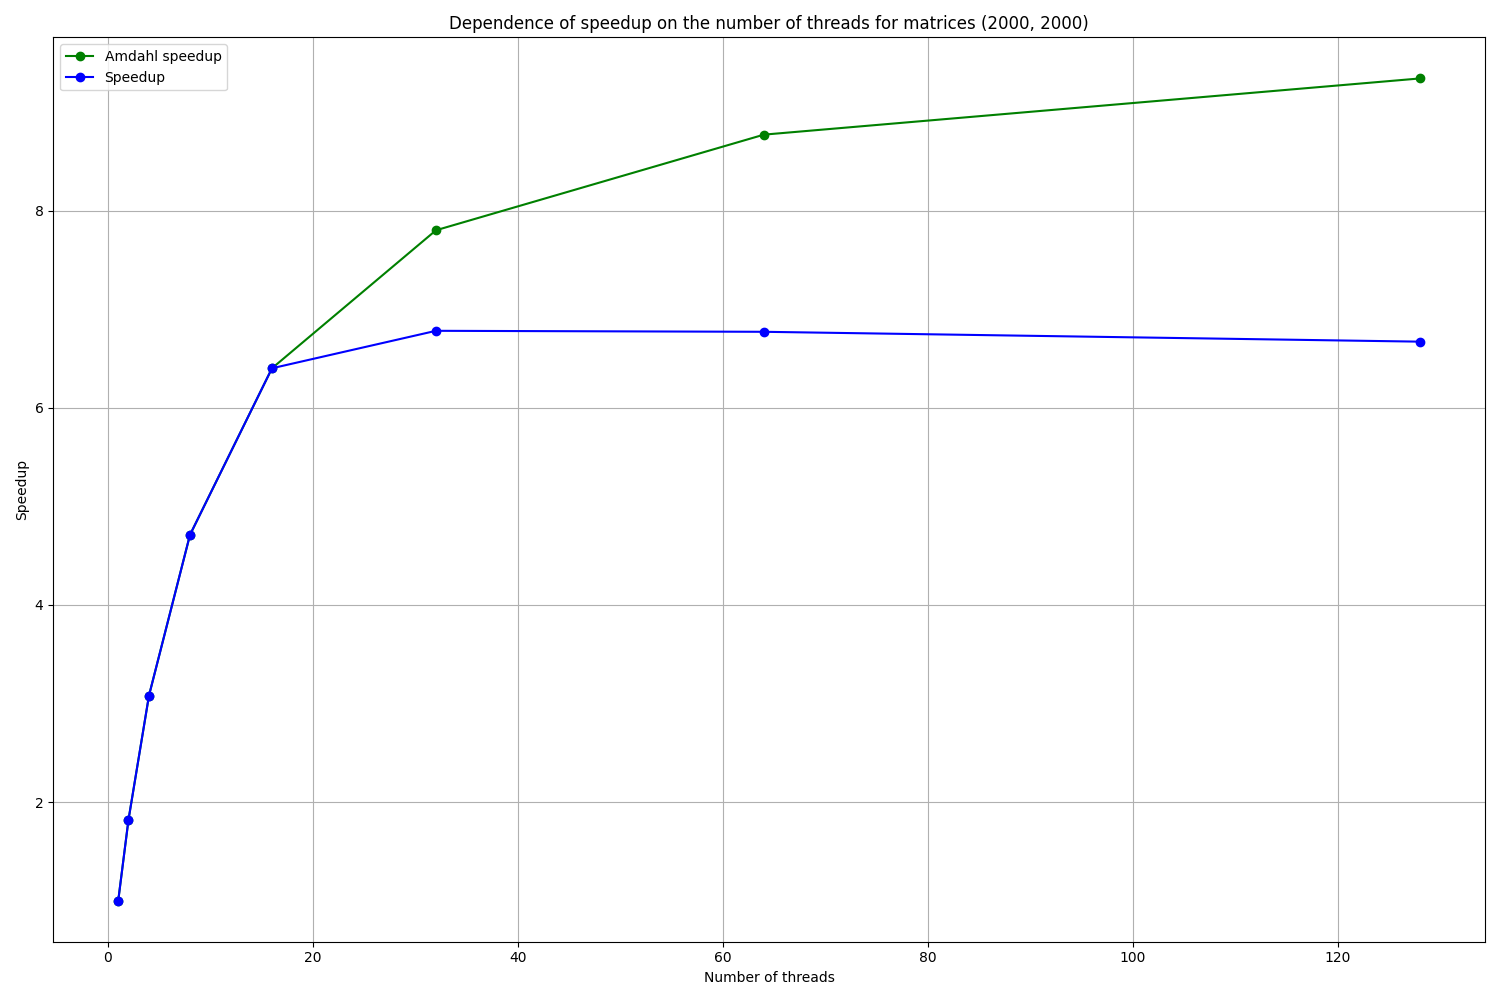 Dependence of speedup on the number of threads for matrices (2000, 2000)
Amdahl speedup
Speedup
8
6
4
2
Speedup
0 20 40 60 80 100 120
Number of threads